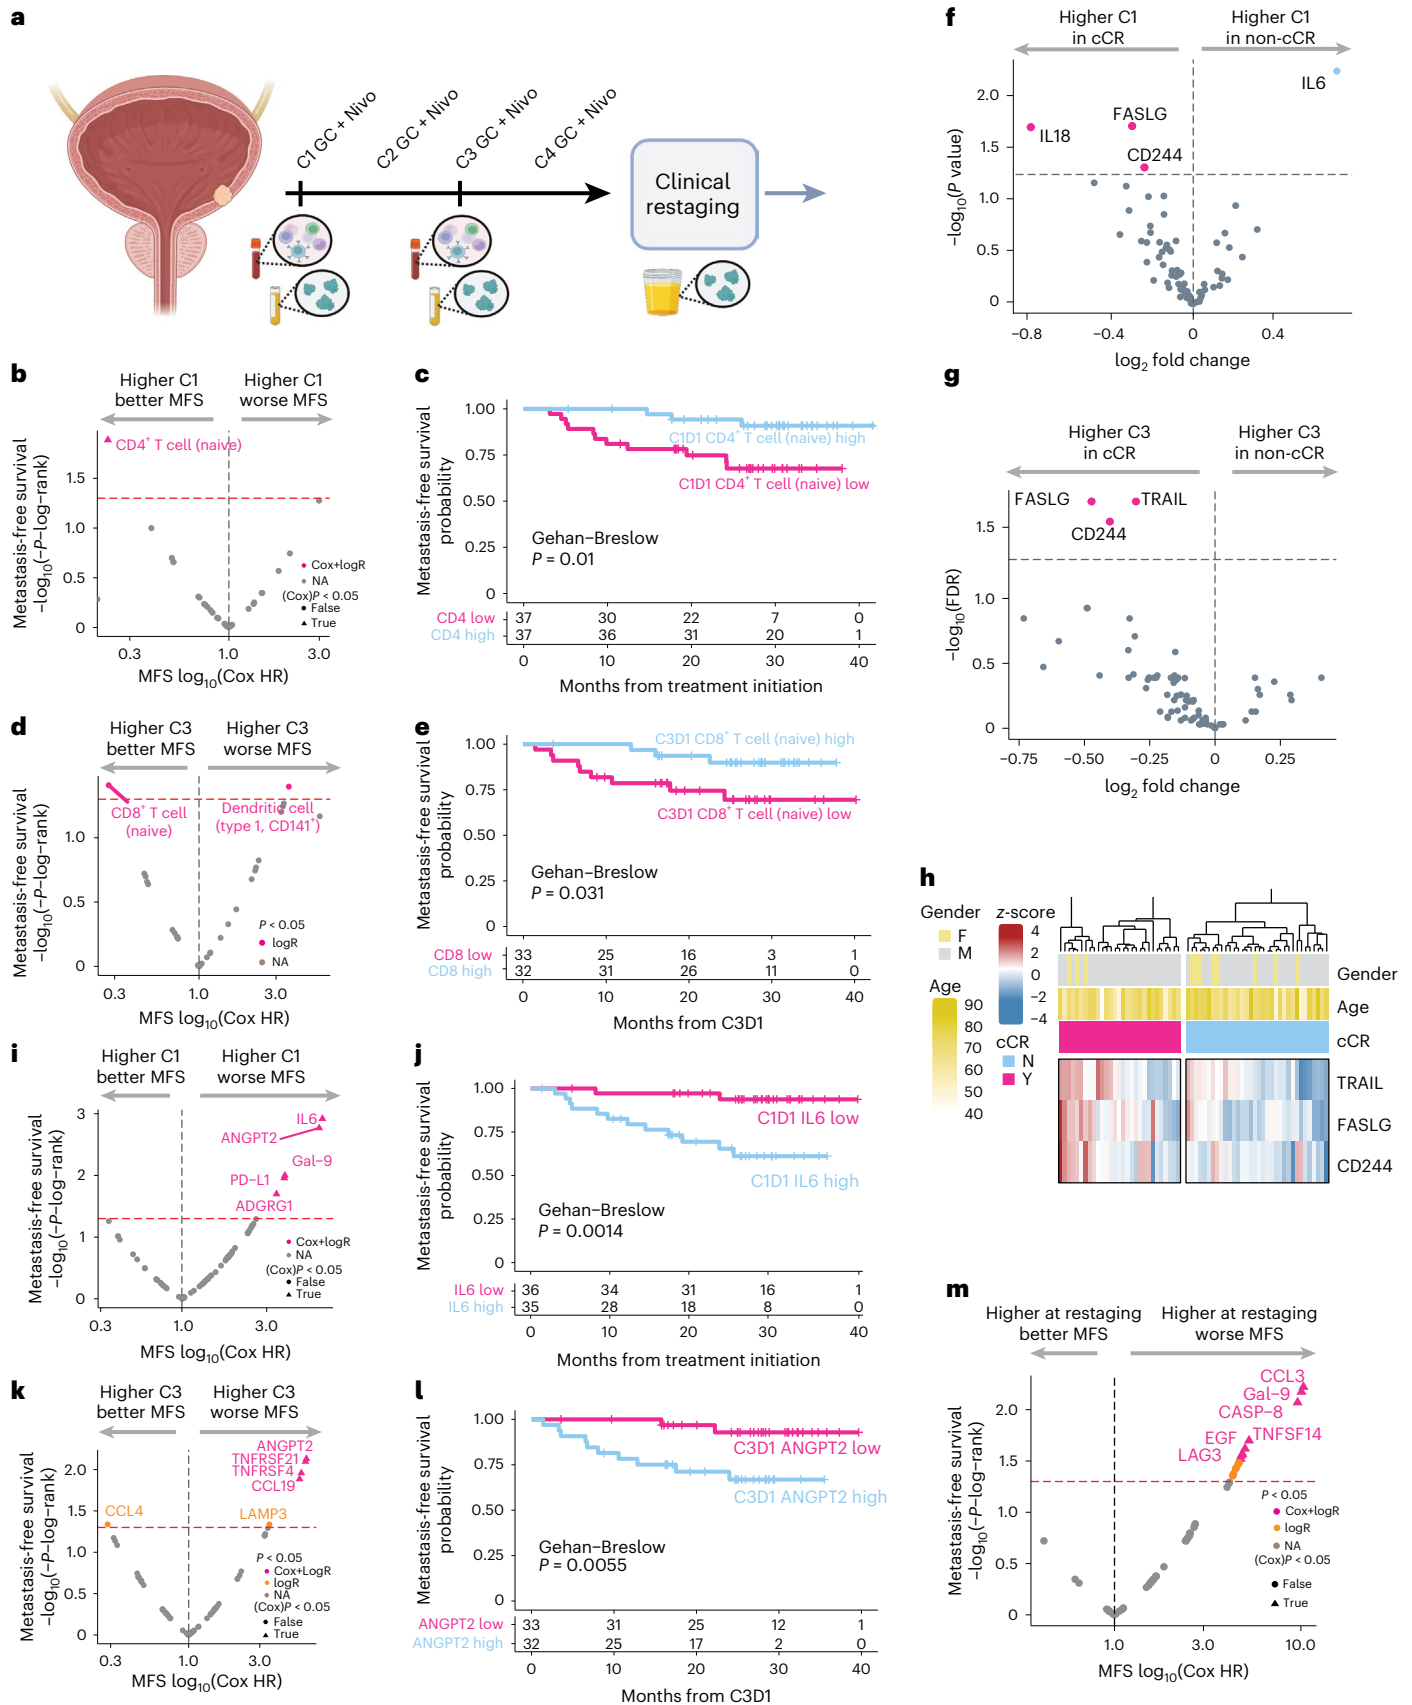 a
C1 GC + Nivo
C2 GC + Nivo
C3 GC + Nivo
C4 GC + Nivo
Clinical
restaging
b
Higher C1
better MFS
Higher C1
worse MFS
CD4+ T cell (naive)
Metastasis-free survival
−log10(−P−log−rank)
1.5
1.0
0.5
0
Cox+logR
NA
(Cox)P < 0.05
False
True
0.3
1.0
3.0
MFS log10(Cox HR)
c
Metastasis-free survival
probability
1.00
0.75
0.50
0.25
0
C1D1 CD4+ T cell (naive) high
C1D1 CD4+ T cell (naive) low
Gehan–Breslow
P = 0.01
CD4 low 37 30 22 7 0
CD4 high 37 36 31 20 1
0 10 20 30 40
Months from treatment initiation
d
Higher C3
better MFS
Higher C3
worse MFS
Metastasis-free survival
−log10(−P−log−rank)
CD8+ T cell
(naive)
Dendritic cell
(type 1, CD141+)
1.0
0.5
0
P < 0.05
logR
NA
0.3 1.0 3.0
MFS log10(Cox HR)
e
Metastasis-free survival
probability
1.00
0.75
0.50
0.25
0
C3D1 CD8+ T cell (naive) high
C3D1 CD8+ T cell (naive) low
Gehan–Breslow
P = 0.031
CD8 low 33 25 16 3 1
CD8 high 32 31 26 11 0
0 10 20 30 40
Months from C3D1
f
Higher C1
in cCR
Higher C1
in non-cCR
−log10(P value)
2.0
1.5
1.0
0.5
0
IL18
FASLG
CD244
IL6
−0.8 −0.4 0 0.4
log2 fold change
g
Higher C3
in cCR
Higher C3
in non-cCR
−log10(FDR)
1.5
1.0
0.5
0
FASLG
TRAIL
CD244
−0.75 −0.50 −0.25 0 0.25
log2 fold change
h
Gender
F
M
Age
90
80
70
60
50
40
z-score
4
2
0
−2
−4
cCR
N
Y
Gender
Age
cCR
TRAIL
FASLG
CD244
i
Higher C1
better MFS
Higher C1
worse MFS
Metastasis-free survival
−log10(−P−log−rank)
3
2
1
0
IL6
ANGPT2
Gal-9
PD-L1
ADGRG1
Cox+logR
NA
(Cox)P < 0.05
False
True
0.3 1.0 3.0
MFS log10(Cox HR)
j
Metastasis-free survival
probability
1.00
0.75
0.50
0.25
0
C1D1 IL6 low
C1D1 IL6 high
Gehan–Breslow
P = 0.0014
IL6 low 36 34 31 16 1
IL6 high 35 28 18 8 0
0 10 20 30 40
Months from treatment initiation
k
Higher C3
better MFS
Higher C3
worse MFS
Metastasis-free survival
−log10(−P−log−rank)
2.0
1.5
1.0
0.5
0
ANGPT2
TNFRSF21
TNFRSF4
CCL19
CCL4
LAMP3
P < 0.05
Cox+LogR
logR
NA
(Cox)P < 0.05
False
True
0.3 1.0 3.0
MFS log10(Cox HR)
l
Metastasis-free survival
probability
1.00
0.75
0.50
0.25
0
C3D1 ANGPT2 low
C3D1 ANGPT2 high
Gehan–Breslow
P = 0.0055
ANGPT2 low 33 31 25 12 1
ANGPT2 high 32 25 17 2 0
0 10 20 30 40
Months from C3D1
m
Higher at restaging
better MFS
Higher at restaging
worse MFS
Metastasis-free survival
−log10(−P−log−rank)
2.0
1.5
1.0
0.5
0
CCL3
Gal-9
CASP-8
EGF
TNFSF14
LAG3
P < 0.05
Cox+logR
logR
NA
(Cox)P < 0.05
False
True
1.0 3.0 10.0
MFS log10(Cox HR)